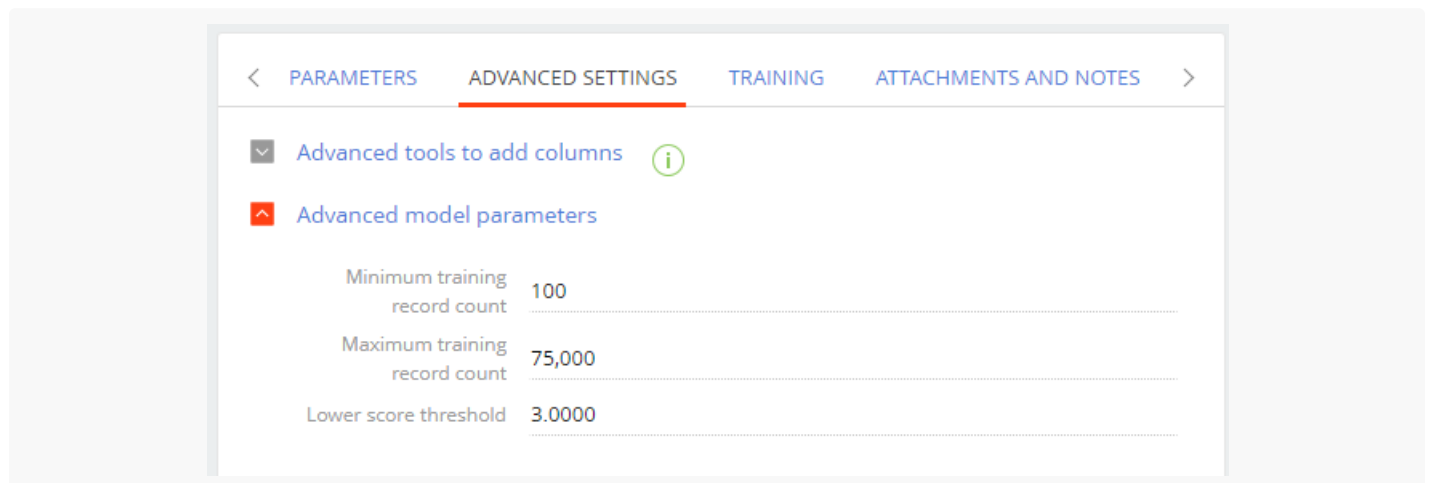 PARAMETERS ADVANCED SETTINGS TRAINING ATTACHMENTS AND NOTES
Advanced tools to add columns i
Advanced model parameters
Minimum training
record count 100
Maximum training
record count 75,000
Lower score threshold 3.0000